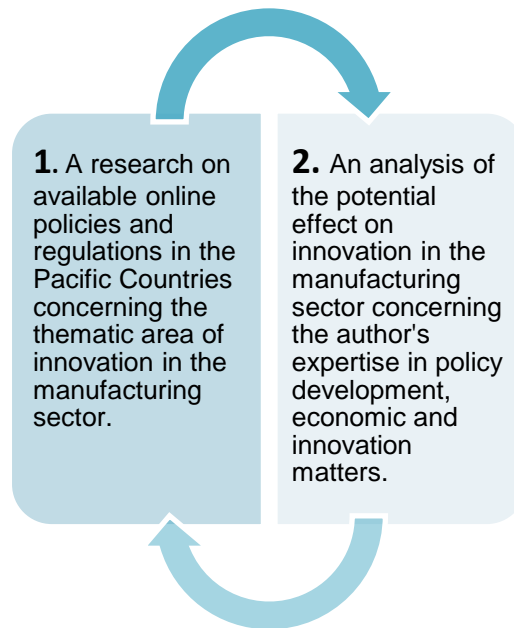 1. A research on
available online
policies and
regulations in the
Pacific Countries
concerning the
thematic area of
innovation in the
manufacturing
sector.
2. An analysis of
the potential
effect on
innovation in the
manufacturing
sector concerning
the author's
expertise in policy
development,
economic and
innovation
matters.